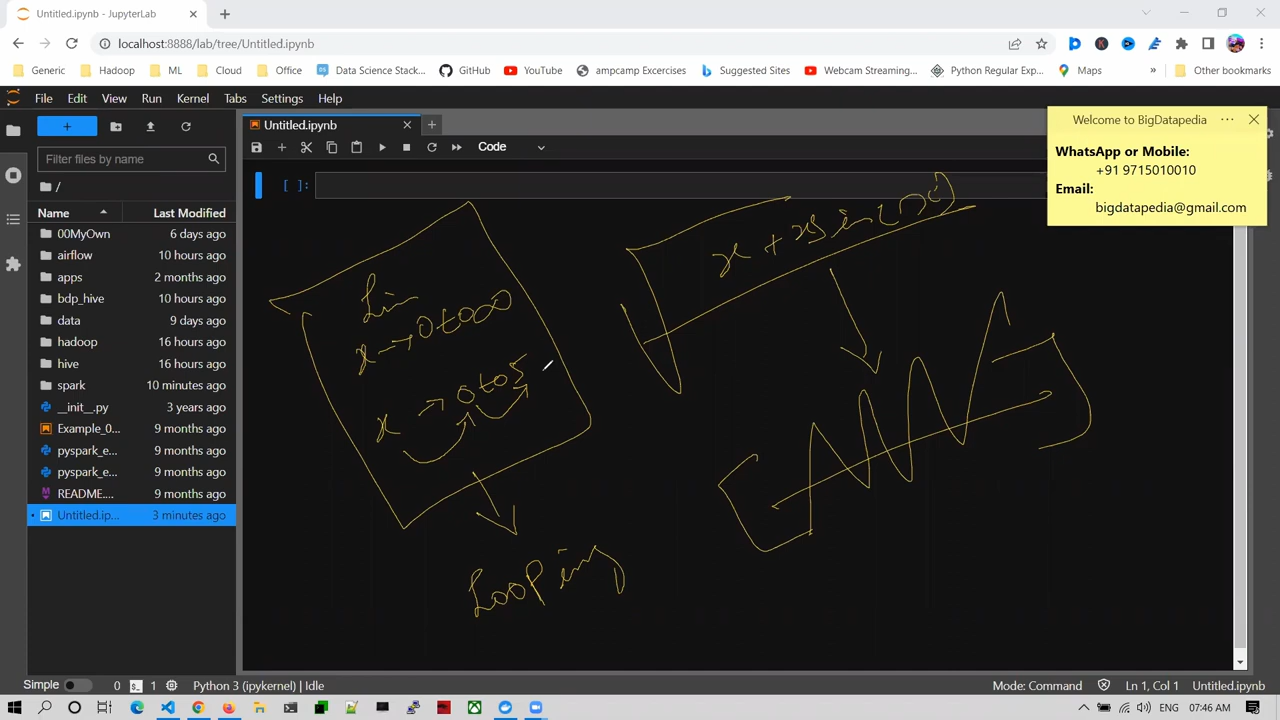 Untitled.ipynb - JupyterLab
localhost:8888/lab/tree/Untitled.ipynb
Generic Hadoop ML Cloud Office Data Science Stack... GitHub YouTube ampcamp Excercises Suggested Sites Webcam Streaming... Python Regular Exp... Maps » Other bookmarks
File Edit View Run Kernel Tabs Settings Help
Untitled.ipynb
Code
Filter files by name
/
Name Last Modified
00MyOwn 6 days ago
airflow 10 hours ago
apps 2 months ago
bdp_hive 10 hours ago
data 9 days ago
hadoop 16 hours ago
hive 16 hours ago
spark 10 minutes ago
__init__.py 3 years ago
Example_0... 9 months ago
pyspark_e... 9 months ago
pyspark_e... 9 months ago
README.... 9 months ago
Untitled.ip... 3 minutes ago
[ ]:
Welcome to BigDatapedia ...
WhatsApp or Mobile:
+91 9715010010
Email:
bigdatapedia@gmail.com
x + x sin(x)
Lim
x → 0 to ∞
x → 0 to 5
Looping
Simple 0 1 Python 3 (ipykernel) | Idle Mode: Command Ln 1, Col 1 Untitled.ipynb
ENG 07:46 AM